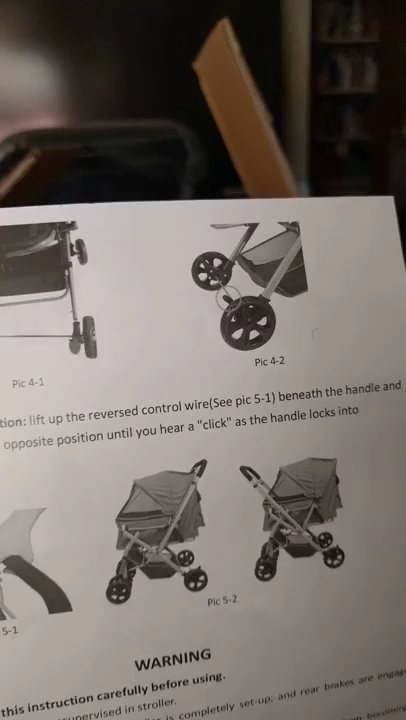 Pic 4-1
Pic 4-2
tion: lift up the reversed control wire(See pic 5-1) beneath the handle and
opposite position until you hear a "click" as the handle locks into
5-1
Pic 5-2
WARNING
this instruction carefully before using.
supervised in stroller.
is completely set-up, and rear brakes are engag
becoming